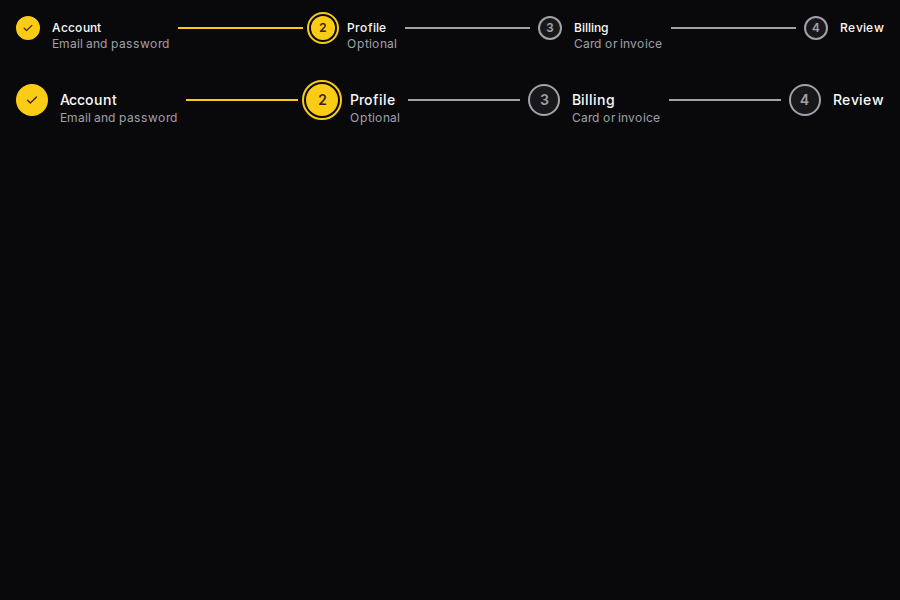 Account
Email and password
2
Profile
Optional
3
Billing
Card or invoice
4
Review
Account
Email and password
2
Profile
Optional
3
Billing
Card or invoice
4
Review